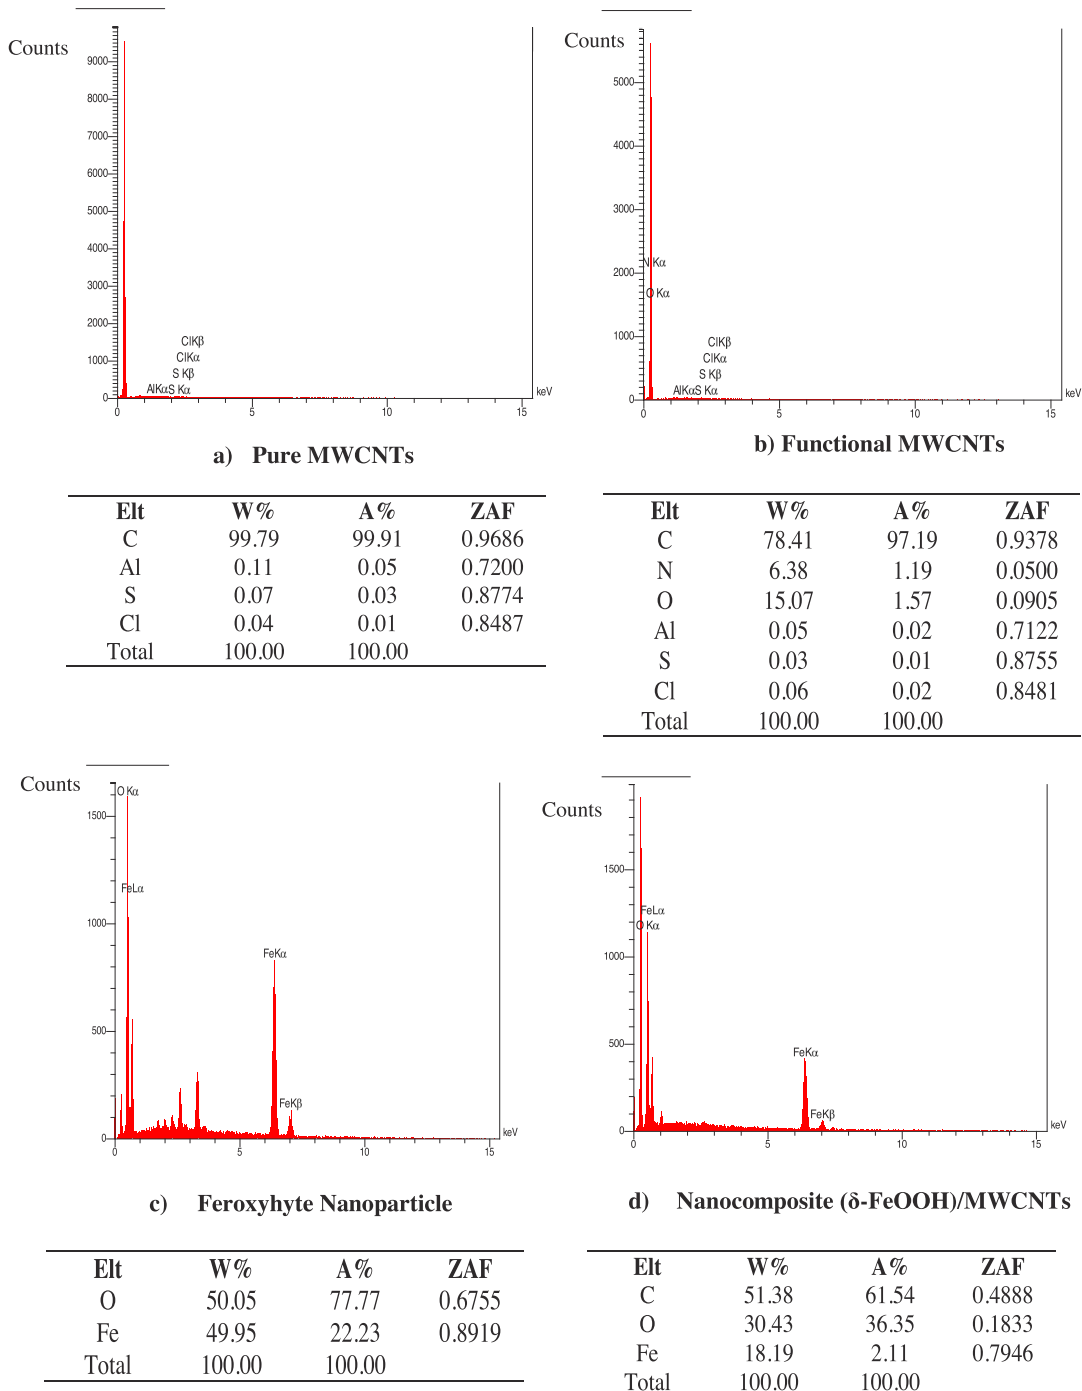 Counts
9000
8000
7000
6000
5000
4000
3000
2000
1000
0
ClKβ
ClKα
S Kβ
AlKαS Kα
keV
0 5 10 15
a) Pure MWCNTs
Elt W% A% ZAF
C 99.79 99.91 0.9686
Al 0.11 0.05 0.7200
S 0.07 0.03 0.8774
Cl 0.04 0.01 0.8487
Total 100.00 100.00
Counts
5000
4000
3000
2000
1000
0
N Kα
O Kα
ClKβ
ClKα
S Kβ
AlKαS Kα
keV
0 5 10 15
b) Functional MWCNTs
Elt W% A% ZAF
C 78.41 97.19 0.9378
N 6.38 1.19 0.0500
O 15.07 1.57 0.0905
Al 0.05 0.02 0.7122
S 0.03 0.01 0.8755
Cl 0.06 0.02 0.8481
Total 100.00 100.00
Counts
O Kα
1500
FeLα
1000
FeKα
500
FeKβ
0
keV
0 5 10 15
c) Feroxyhyte Nanoparticle
Elt W% A% ZAF
O 50.05 77.77 0.6755
Fe 49.95 22.23 0.8919
Total 100.00 100.00
Counts
1500
FeLα
O Kα
1000
500
FeKα
FeKβ
0
keV
0 5 10 15
d) Nanocomposite (δ-FeOOH)/MWCNTs
Elt W% A% ZAF
C 51.38 61.54 0.4888
O 30.43 36.35 0.1833
Fe 18.19 2.11 0.7946
Total 100.00 100.00